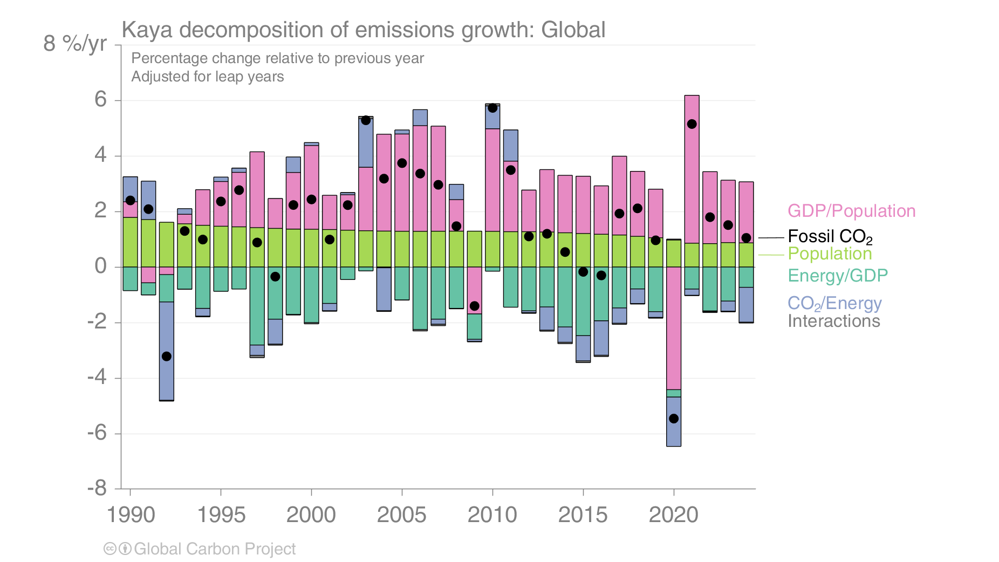 Kaya decomposition of emissions growth: Global
8 %/yr
Percentage change relative to previous year
Adjusted for leap years
6
4
2
0
-2
-4
-6
-8
GDP/Population
Fossil CO₂
Population
Energy/GDP
CO₂/Energy
Interactions
1990 1995 2000 2005 2010 2015 2020
cc Global Carbon Project